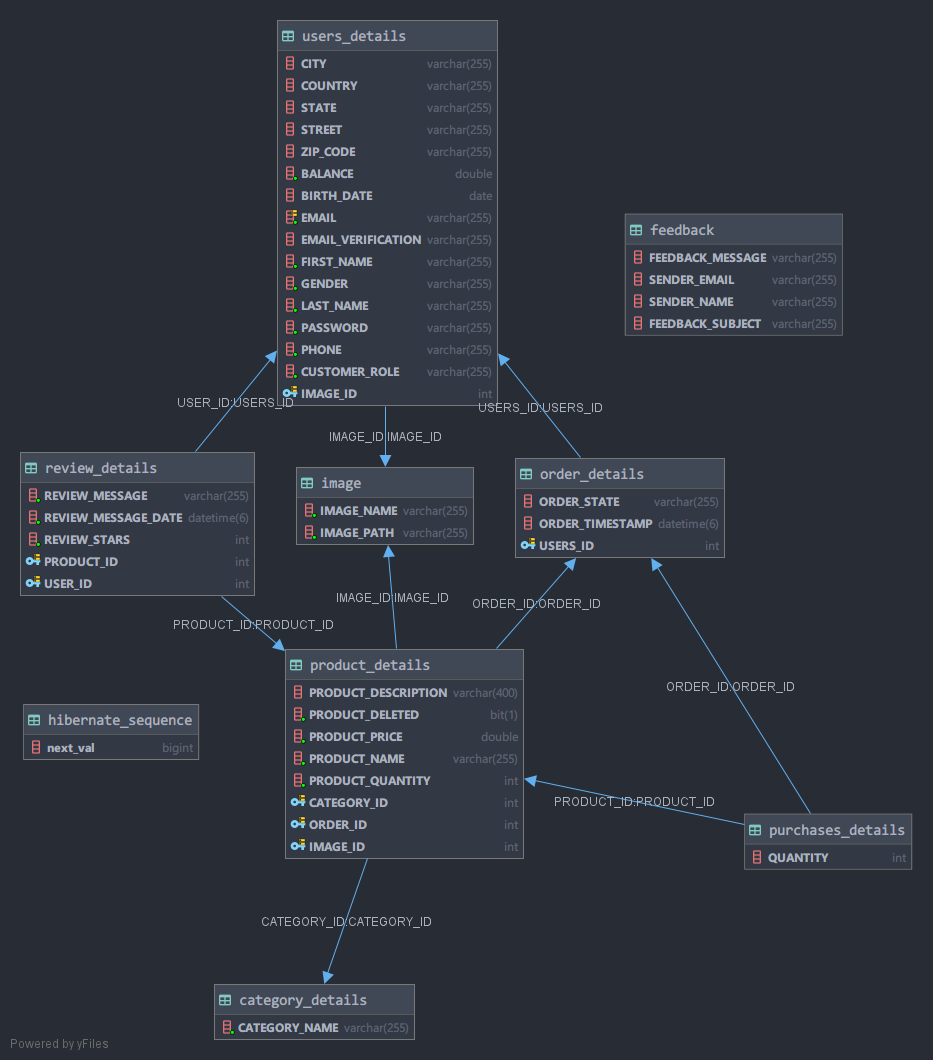 users_details
CITY varchar(255)
COUNTRY varchar(255)
STATE varchar(255)
STREET varchar(255)
ZIP_CODE varchar(255)
BALANCE double
BIRTH_DATE date
EMAIL varchar(255)
EMAIL_VERIFICATION varchar(255)
FIRST_NAME varchar(255)
GENDER varchar(255)
LAST_NAME varchar(255)
PASSWORD varchar(255)
PHONE varchar(255)
CUSTOMER_ROLE varchar(255)
IMAGE_ID int
feedback
FEEDBACK_MESSAGE varchar(255)
SENDER_EMAIL varchar(255)
SENDER_NAME varchar(255)
FEEDBACK_SUBJECT varchar(255)
USER_ID:USERS_ID
IMAGE_ID:IMAGE_ID
USERS_ID:USERS_ID
review_details
REVIEW_MESSAGE varchar(255)
REVIEW_MESSAGE_DATE datetime(6)
REVIEW_STARS int
PRODUCT_ID int
USER_ID int
image
IMAGE_NAME varchar(255)
IMAGE_PATH varchar(255)
order_details
ORDER_STATE varchar(255)
ORDER_TIMESTAMP datetime(6)
USERS_ID int
IMAGE_ID:IMAGE_ID
ORDER_ID:ORDER_ID
PRODUCT_ID:PRODUCT_ID
ORDER_ID:ORDER_ID
product_details
PRODUCT_DESCRIPTION varchar(400)
PRODUCT_DELETED bit(1)
PRODUCT_PRICE double
PRODUCT_NAME varchar(255)
PRODUCT_QUANTITY int
CATEGORY_ID int
ORDER_ID int
IMAGE_ID int
hibernate_sequence
next_val bigint
PRODUCT_ID:PRODUCT_ID
purchases_details
QUANTITY int
CATEGORY_ID:CATEGORY_ID
category_details
CATEGORY_NAME varchar(255)
Powered by yFiles